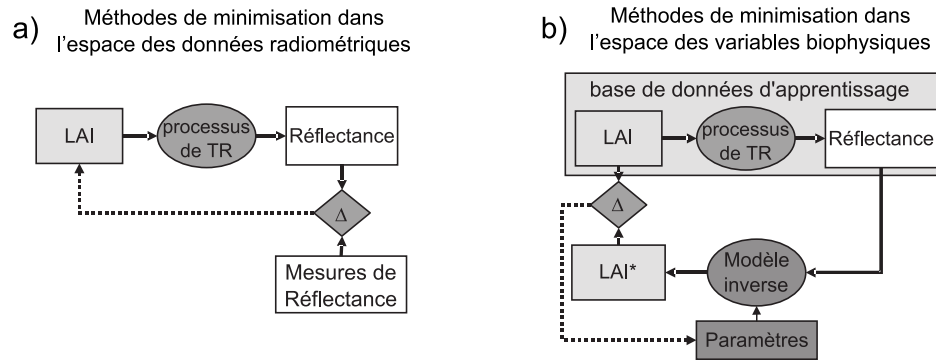 a)
Méthodes de minimisation dans
l'espace des données radiométriques
LAI
processus
de TR
Réflectance
Δ
Mesures de
Réflectance
b)
Méthodes de minimisation dans
l'espace des variables biophysiques
base de données d'apprentissage
LAI
processus
de TR
Réflectance
Δ
LAI*
Modèle
inverse
Paramètres